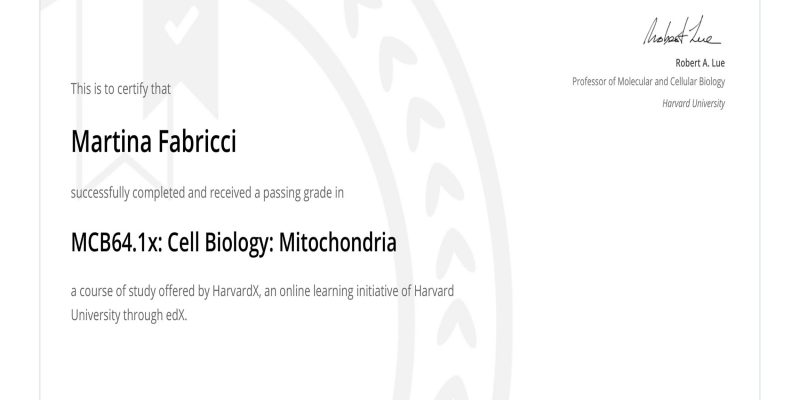 Robert Lue
Robert A. Lue
Professor of Molecular and Cellular Biology
Harvard University
This is to certify that
Martina Fabricci
successfully completed and received a passing grade in
MCB64.1x: Cell Biology: Mitochondria
a course of study offered by HarvardX, an online learning initiative of Harvard
University through edX.